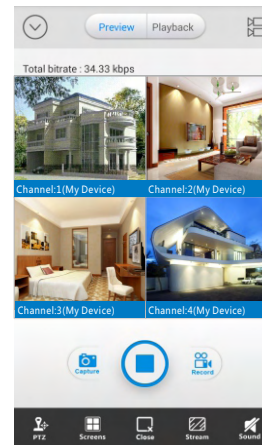 Preview Playback
Total bitrate : 34.33 kbps
Channel:1(My Device) Channel:2(My Device)
Channel:3(My Device) Channel:4(My Device)
Capture Record
PTZ Screens Close Stream Sound